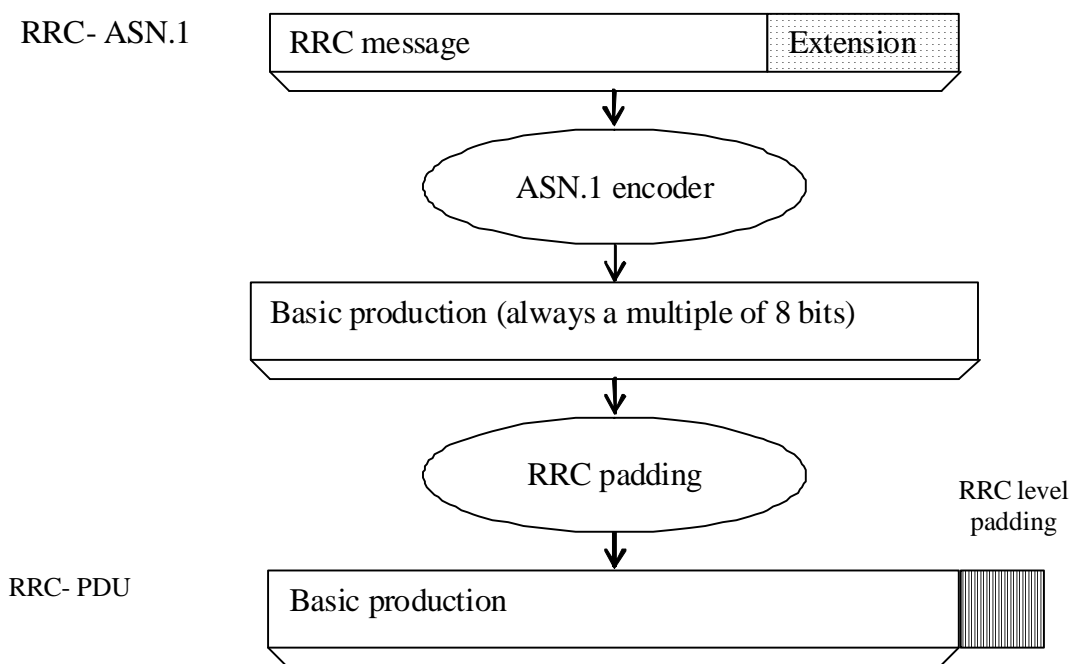 RRC- ASN.1
RRC message
Extension
ASN.1 encoder
Basic production (always a multiple of 8 bits)
RRC padding
RRC level
padding
RRC- PDU
Basic production